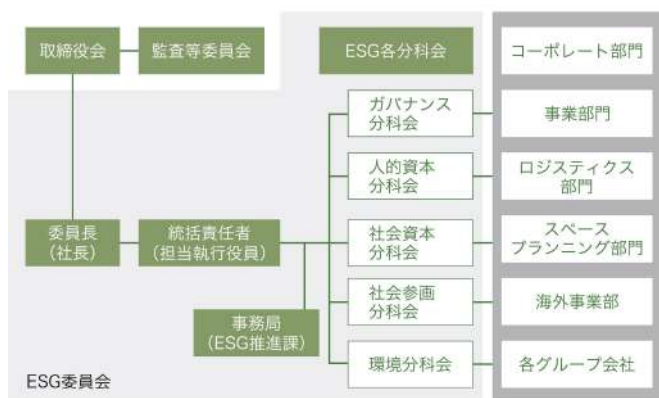 取締役会
監査等委員会
ESG各分科会
コーポレート部門
ガバナンス
分科会
事業部門
人的資本
分科会
ロジスティクス
部門
委員長
(社長)
統括責任者
(担当執行役員)
社会資本
分科会
スペース
プランニング部門
事務局
(ESG推進課)
社会参画
分科会
海外事業部
環境分科会
各グループ会社
ESG委員会